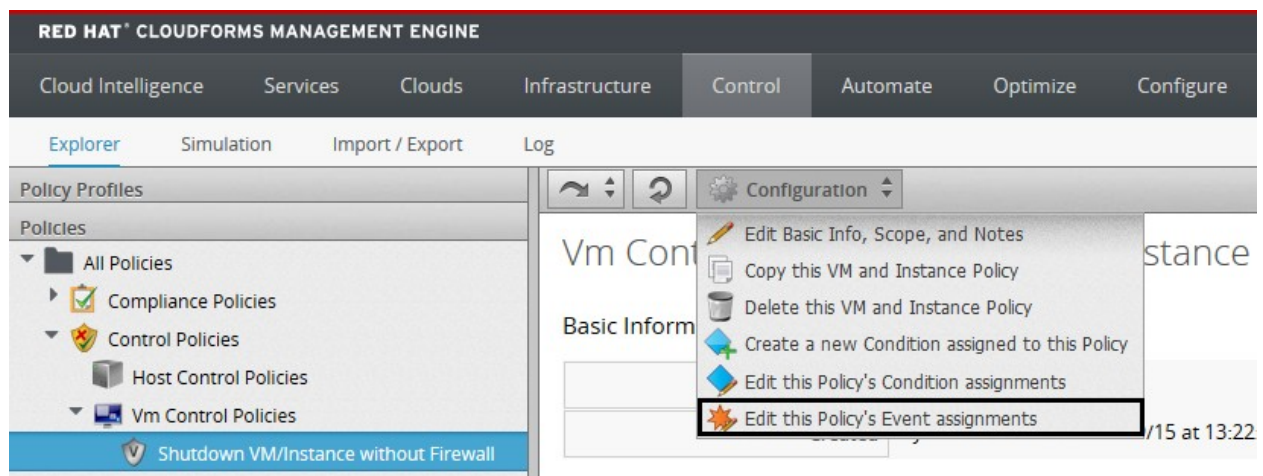 RED HAT® CLOUDFORMS MANAGEMENT ENGINE
Cloud Intelligence Services Clouds Infrastructure Control Automate Optimize Configure
Explorer Simulation Import / Export Log
Policy Profiles
Configuration
Policies
All Policies
Compliance Policies
Control Policies
Host Control Policies
Vm Control Policies
Shutdown VM/Instance without Firewall
Vm Cont
stance
Edit Basic Info, Scope, and Notes
Copy this VM and Instance Policy
Delete this VM and Instance Policy
Basic Inform
Create a new Condition assigned to this Policy
Edit this Policy's Condition assignments
Edit this Policy's Event assignments
/15 at 13:22: